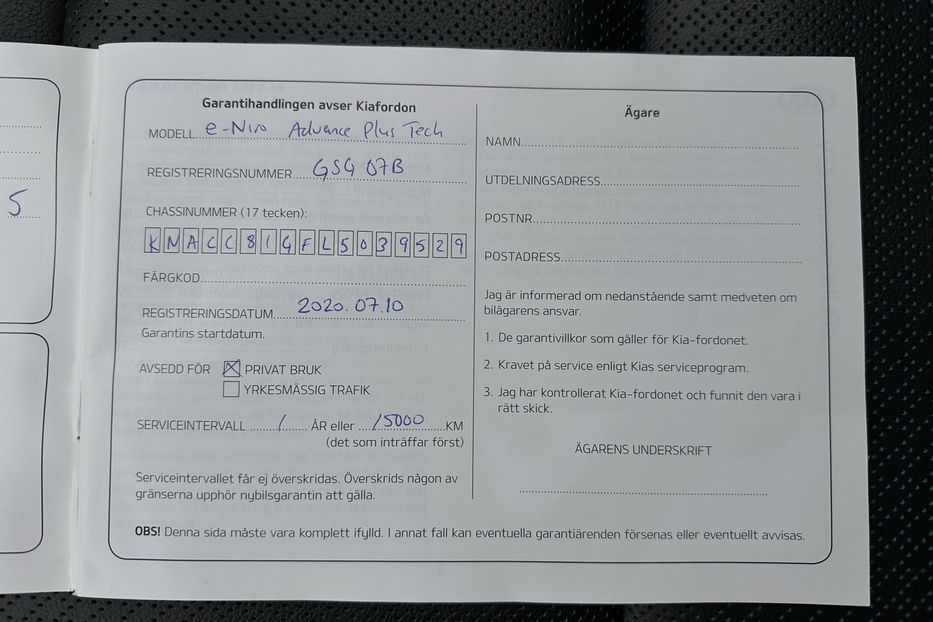 5
Garantihandlingen avser Kiafordon
MODELL e-Niro Advance Plus Tech
REGISTRERINGSNUMMER GSG 07B
CHASSINUMMER (17 tecken):
KNACC81GFL5039529
FÄRGKOD
REGISTRERINGSDATUM 2020.07.10
Garantins startdatum.
AVSEDD FÖR PRIVAT BRUK
YRKESMÄSSIG TRAFIK
SERVICEINTERVALL 1 ÅR eller 15000 KM
(det som inträffar först)
Serviceintervallet får ej överskridas. Överskrids någon av
gränserna upphör nybilsgarantin att gälla.
Ägare
NAMN
UTDELNINGSADRESS
POSTNR
POSTADRESS
Jag är informerad om nedanstående samt medveten om
bilägarens ansvar.
1. De garantivillkor som gäller för Kia-fordonet.
2. Kravet på service enligt Kias serviceprogram.
3. Jag har kontrollerat Kia-fordonet och funnit den vara i
rätt skick.
ÄGARENS UNDERSKRIFT
OBS! Denna sida måste vara komplett ifylld. I annat fall kan eventuella garantiärenden försenas eller eventuellt avvisas.